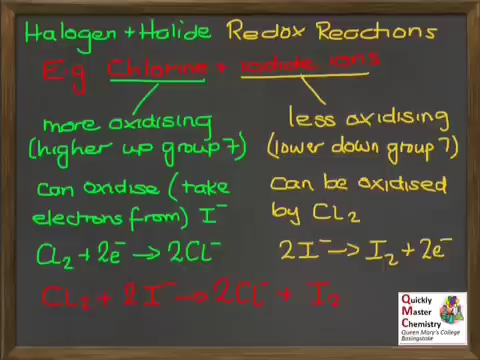 Halogen + Halide Redox Reactions
E.g Chlorine + iodide ions
more oxidising
(higher up group 7)
can oxidise (take
electrons from) I⁻
Cl₂ + 2e⁻ → 2Cl⁻
less oxidising
(lower down group 7)
can be oxidised
by Cl₂
2I⁻ → I₂ + 2e⁻
Cl₂ + 2I⁻ → 2Cl⁻ + I₂
Quickly
Master
Chemistry
Queen Mary's College
Basingstoke